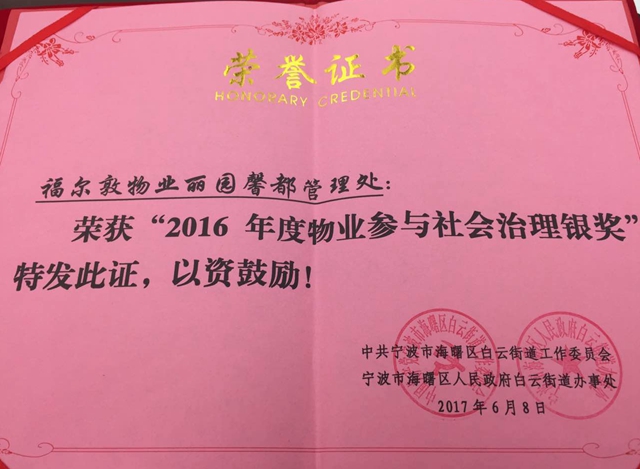 荣誉证书
HONORARY CREDENTIAL
福尔敦物业丽园馨都管理处：
荣获“2016 年度物业参与社会治理银奖”
特发此证，以资鼓励！
中共宁波市海曙区白云街道工作委员会
宁波市海曙区人民政府白云街道办事处
2017年6月8日